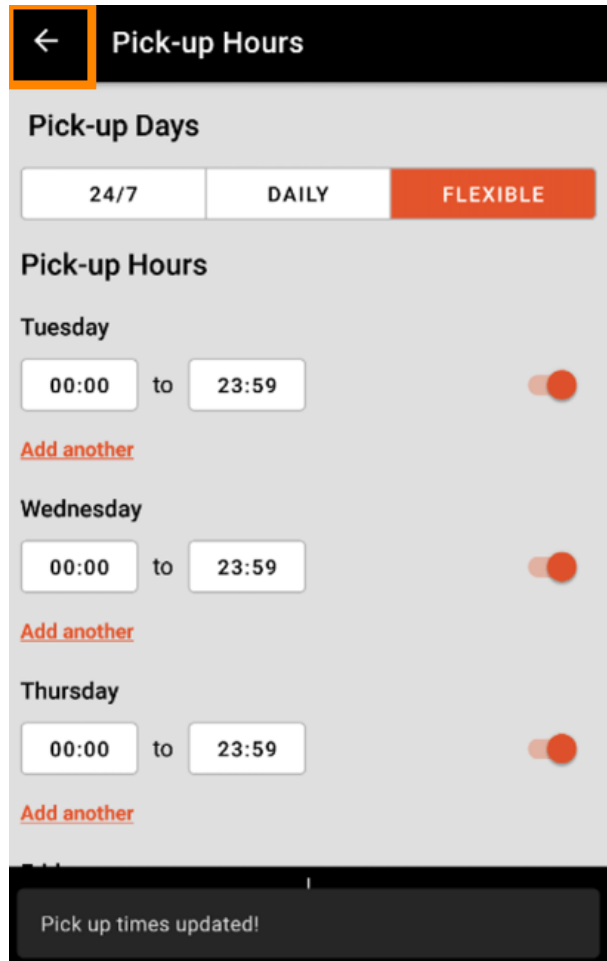 Pick-up Hours
Pick-up Days
24/7 DAILY FLEXIBLE
Pick-up Hours
Tuesday
00:00 to 23:59
Add another
Wednesday
00:00 to 23:59
Add another
Thursday
00:00 to 23:59
Add another
Pick up times updated!